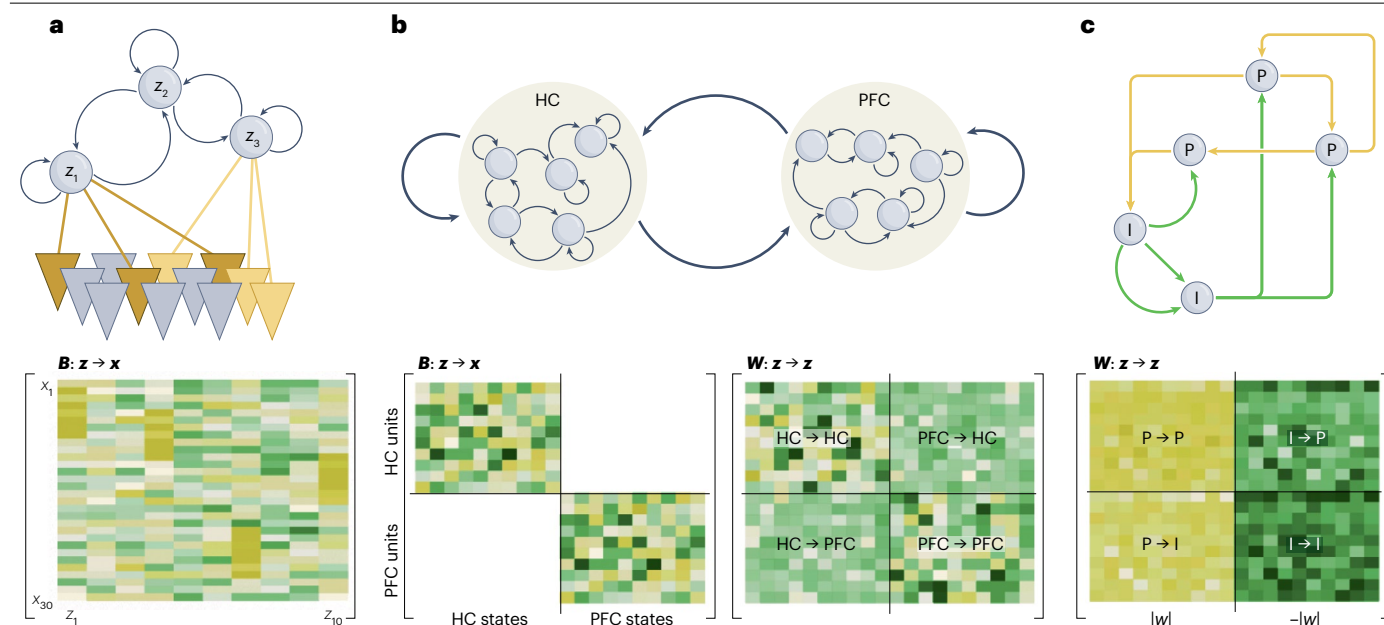 a
z2
z3
z1
B: z → x
X1
X30
Z1
Z10
b
HC
PFC
B: z → x
HC units
PFC units
HC states
PFC states
W: z → z
HC → HC
PFC → HC
HC → PFC
PFC → PFC
c
P
P
P
I
I
W: z → z
P → P
I → P
P → I
I → I
|w|
–|w|